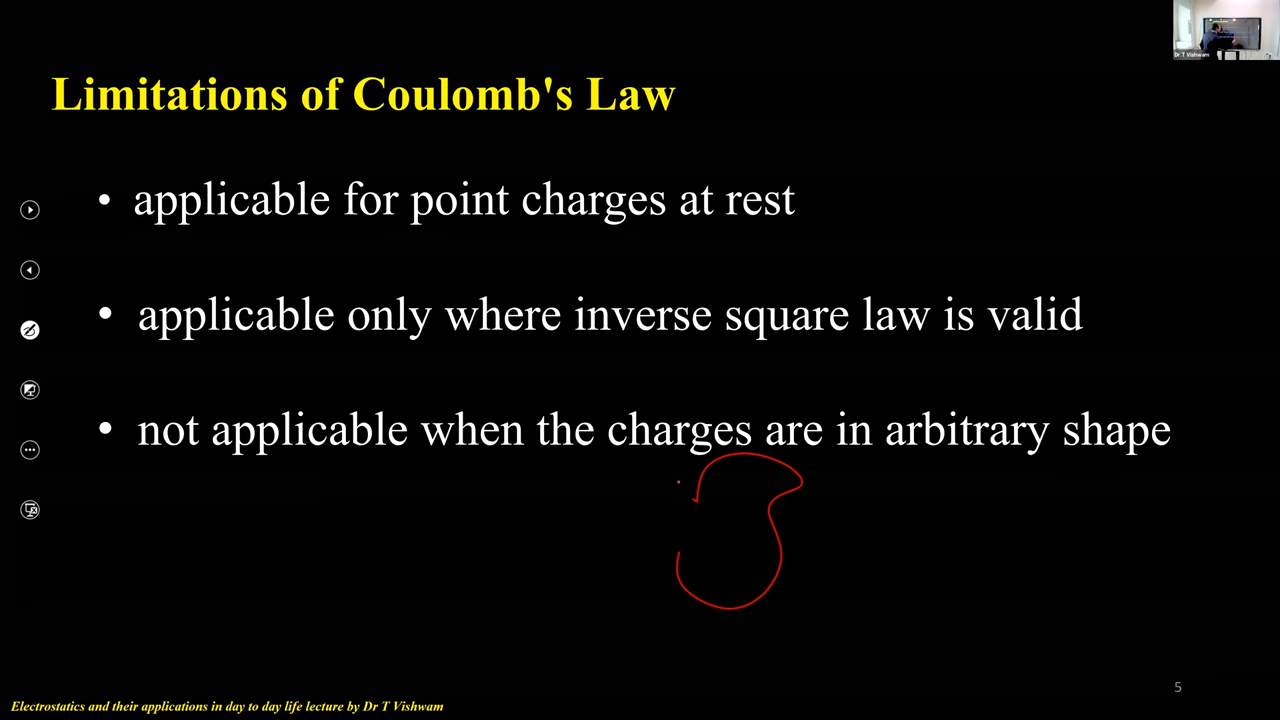 Dr.T Vishwam
Limitations of Coulomb's Law
• applicable for point charges at rest
• applicable only where inverse square law is valid
• not applicable when the charges are in arbitrary shape
5
Electrostatics and their applications in day to day life lecture by Dr T Vishwam